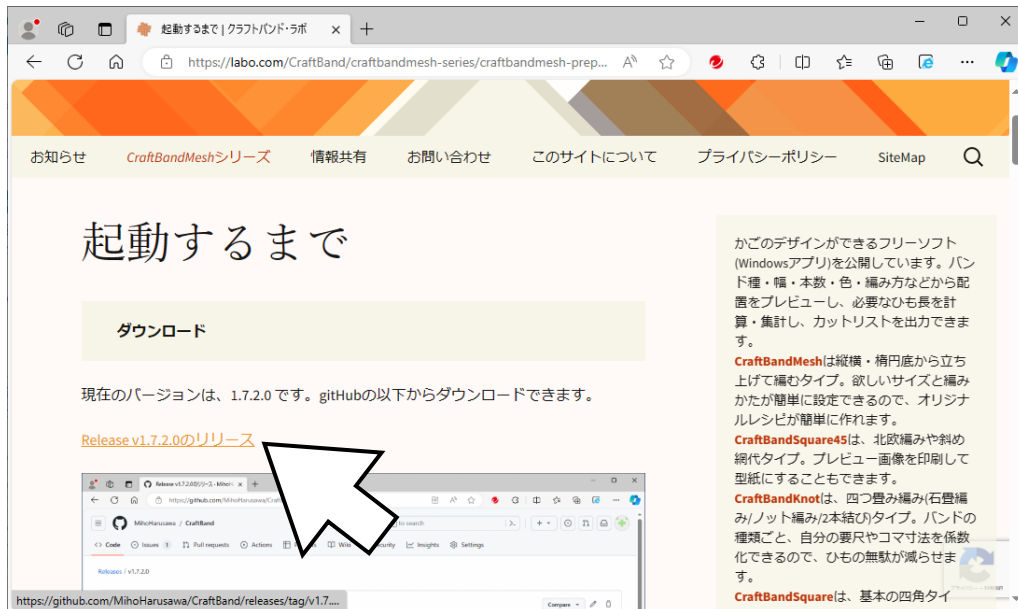 起動するまで | クラフトバンド・ラボ
https://labo.com/CraftBand/craftbandmesh-series/craftbandmesh-prep...
お知らせ CraftBandMeshシリーズ 情報共有 お問い合わせ このサイトについて プライバシーポリシー SiteMap
起動するまで
ダウンロード
現在のバージョンは、1.7.2.0 です。gitHubの以下からダウンロードできます。
Release v1.7.2.0のリリース
Release v1.7.2.0のリリース · MihoH
https://github.com/MihoHarusawa/Craft
MihoHarusawa / CraftBand
to search
Code Issues 1 Pull requests Actions Wiki Insights Settings
Releases / v1.7.2.0
Compare
https://github.com/MihoHarusawa/CraftBand/releases/tag/v1.7....
かごのデザインができるフリーソフト
(Windowsアプリ)を公開しています。バン
ド種・幅・本数・色・編み方などから配
置をプレビューし、必要なひも長を計
算・集計し、カットリストを出力できま
す。
CraftBandMeshは縦横・楕円底から立ち
上げて編むタイプ。欲しいサイズと編み
かたが簡単に設定できるので、オリジナ
ルレシピが簡単に作れます。
CraftBandSquare45は、北欧編みや斜め
網代タイプ。プレビュー画像を印刷して
型紙にすることもできます。
CraftBandKnotは、四つ畳み編み(石畳編
み/ノット編み/2本結び)タイプ。バンドの
種類ごと、自分の要尺やコマ寸法を係数
化できるので、ひもの無駄が減らせま
す。
CraftBandSquareは、基本の四角タイ